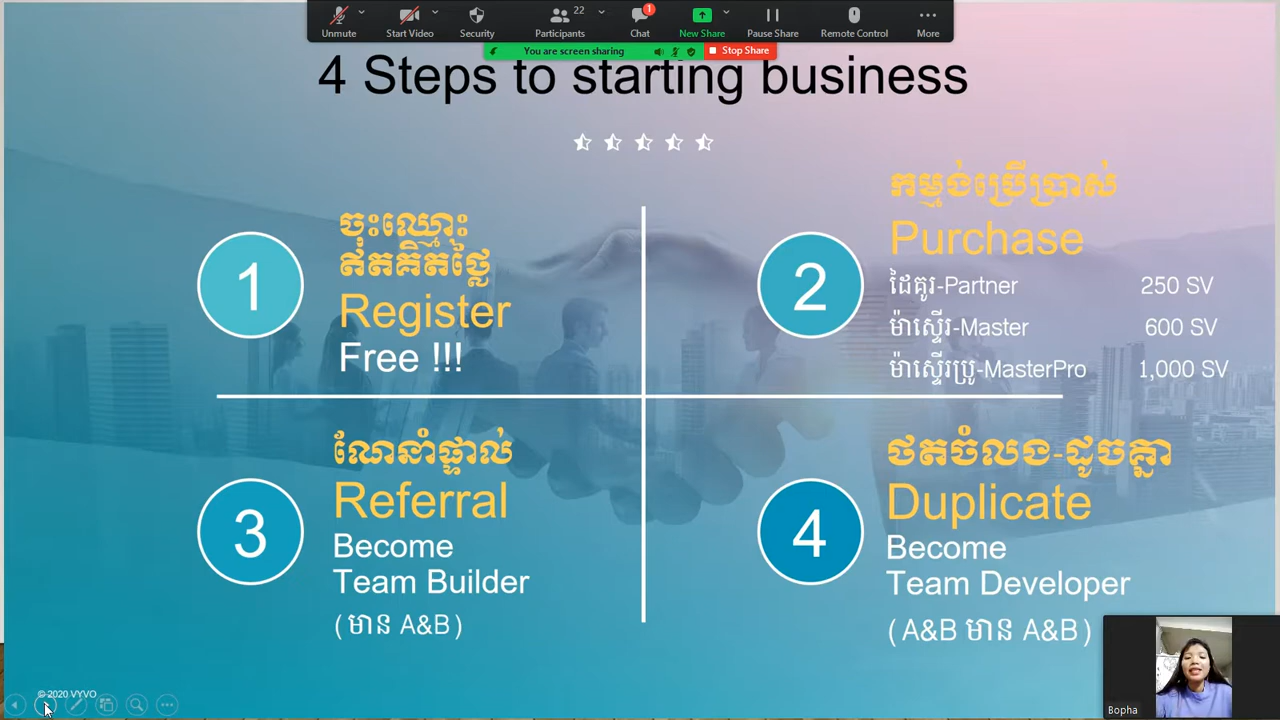 Unmute
Start Video
Security
Participants
22
Chat
1
New Share
Pause Share
Remote Control
More
You are screen sharing
Stop Share
4 Steps to starting business
1
ចុះឈ្មោះ
ឥតគិតថ្លៃ
Register
Free !!!
2
កម្មង់ប្រើប្រាស់
Purchase
ដៃគូរ-Partner 250 SV
ម៉ាស្ទើរ-Master 600 SV
ម៉ាស្ទើរប្រូ-MasterPro 1,000 SV
3
ណែនាំផ្ទាល់
Referral
Become
Team Builder
(មាន A&B)
4
ថតចំលង-ដូចគ្នា
Duplicate
Become
Team Developer
(A&B មាន A&B)
© 2020 VYVO
Bopha